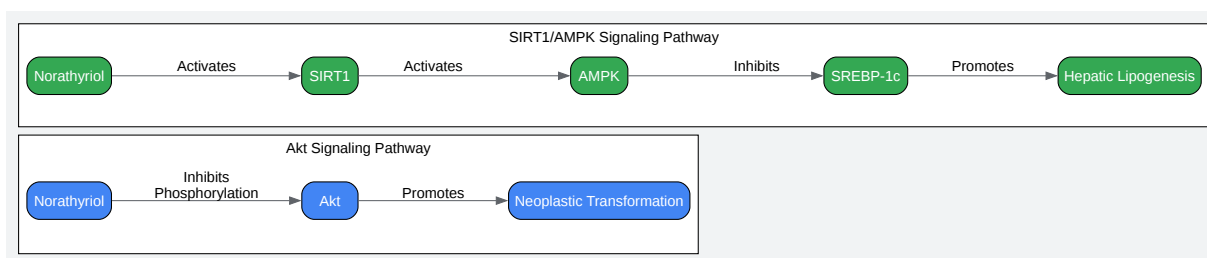 SIRT1/AMPK Signaling Pathway
Norathyriol
Activates
SIRT1
Activates
AMPK
Inhibits
SREBP-1c
Promotes
Hepatic Lipogenesis
Akt Signaling Pathway
Norathyriol
Inhibits
Phosphorylation
Akt
Promotes
Neoplastic Transformation